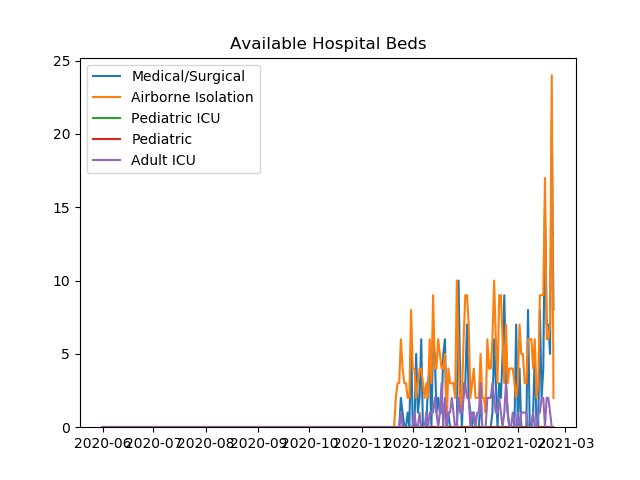 Available Hospital Beds
Medical/Surgical
Airborne Isolation
Pediatric ICU
Pediatric
Adult ICU
25
20
15
10
5
0
2020-06 2020-07 2020-08 2020-09 2020-10 2020-11 2020-12 2021-01 2021-02 2021-03